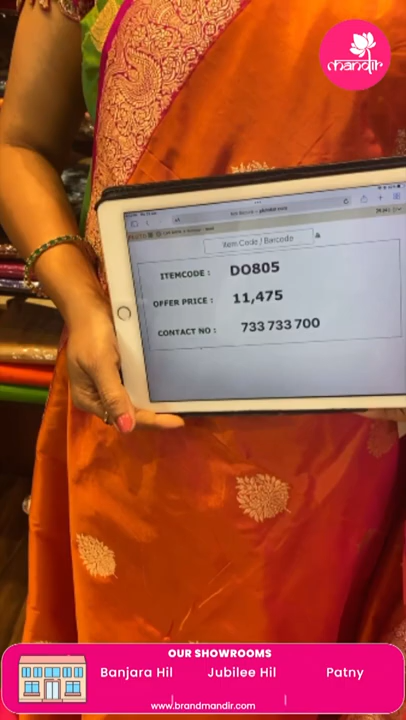 mandir
Item Code / Barcode
ITEMCODE : DO805
OFFER PRICE : 11,475
CONTACT NO : 733 733 700
OUR SHOWROOMS
Banjara Hil Jubilee Hil Patny
www.brandmandir.com